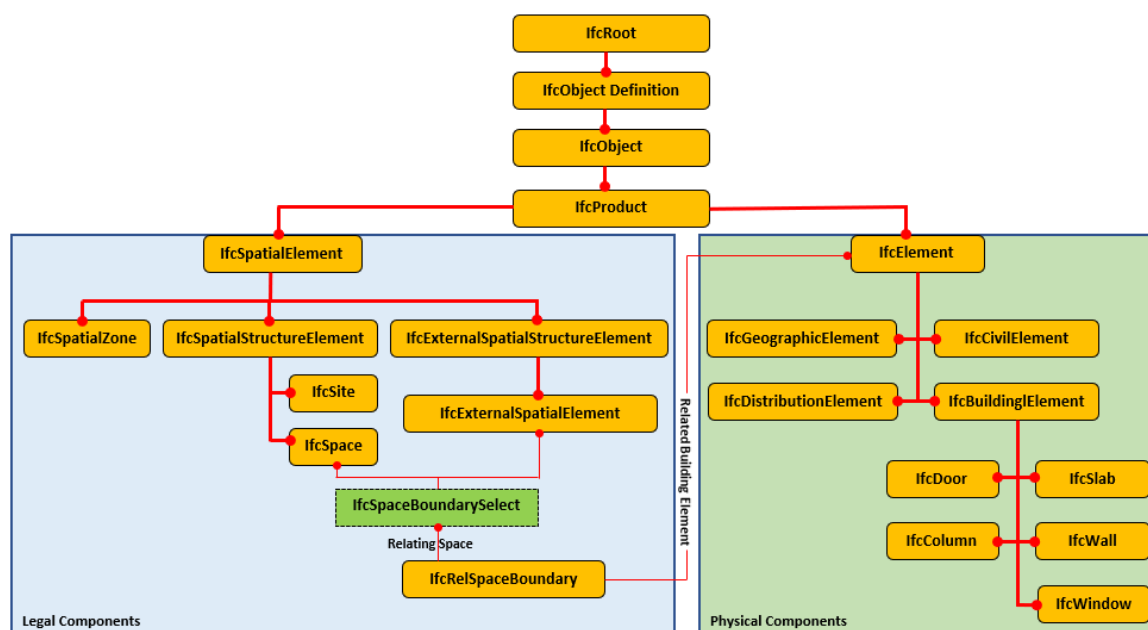 IfcRoot
IfcObject Definition
IfcObject
IfcProduct
IfcSpatialElement
IfcElement
IfcSpatialZone
IfcSpatialStructureElement
IfcExternalSpatialStructureElement
IfcGeographicElement
IfcCivilElement
IfcSite
IfcExternalSpatialElement
IfcDistributionElement
IfcBuildinglElement
IfcSpace
Related Building Element
IfcSpaceBoundarySelect
IfcDoor
IfcSlab
Relating Space
IfcColumn
IfcWall
IfcRelSpaceBoundary
IfcWindow
Legal Components
Physical Components